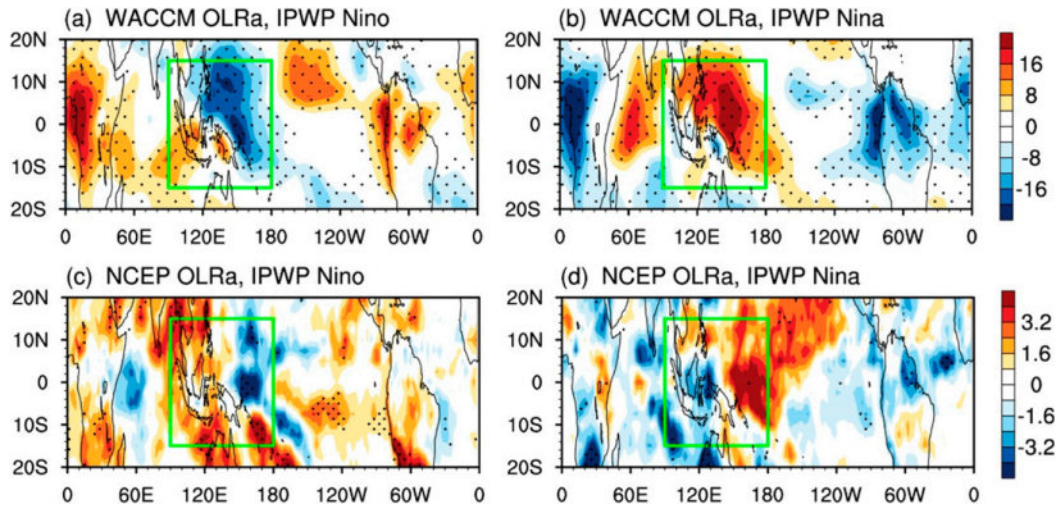 (a) WACCM OLRa, IPWP Nino
(b) WACCM OLRa, IPWP Nina
20N
10N
0
10S
20S
0 60E 120E 180 120W 60W 0
20N
10N
0
10S
20S
0 60E 120E 180 120W 60W 0
16
8
0
-8
-16
(c) NCEP OLRa, IPWP Nino
(d) NCEP OLRa, IPWP Nina
20N
10N
0
10S
20S
0 60E 120E 180 120W 60W 0
20N
10N
0
10S
20S
0 60E 120E 180 120W 60W 0
3.2
1.6
0
-1.6
-3.2